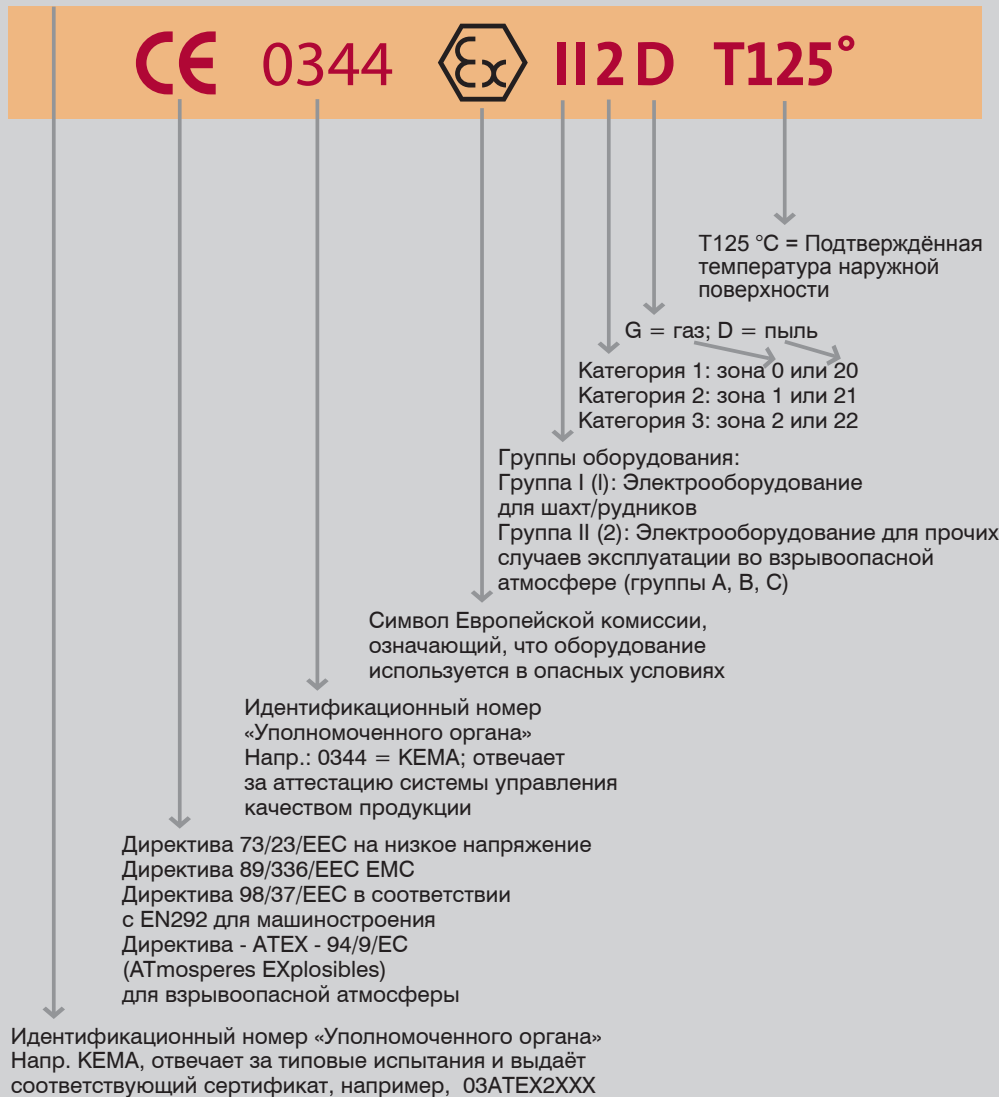 CE 0344 Ex II 2 D T125°
T125 °C = Подтверждённая
температура наружной
поверхности
G = газ; D = пыль
Категория 1: зона 0 или 20
Категория 2: зона 1 или 21
Категория 3: зона 2 или 22
Группы оборудования:
Группа I (I): Электрооборудование
для шахт/рудников
Группа II (2): Электрооборудование для прочих
случаев эксплуатации во взрывоопасной
атмосфере (группы A, B, C)
Символ Европейской комиссии,
означающий, что оборудование
используется в опасных условиях
Идентификационный номер
«Уполномоченного органа»
Напр.: 0344 = KEMA; отвечает
за аттестацию системы управления
качеством продукции
Директива 73/23/EEC на низкое напряжение
Директива 89/336/EEC EMC
Директива 98/37/EEC в соответствии
с EN292 для машиностроения
Директива - ATEX - 94/9/EC
(ATmosperes EXplosibles)
для взрывоопасной атмосферы
Идентификационный номер «Уполномоченного органа»
Напр. KEMA, отвечает за типовые испытания и выдаёт
соответствующий сертификат, например, 03ATEX2XXX